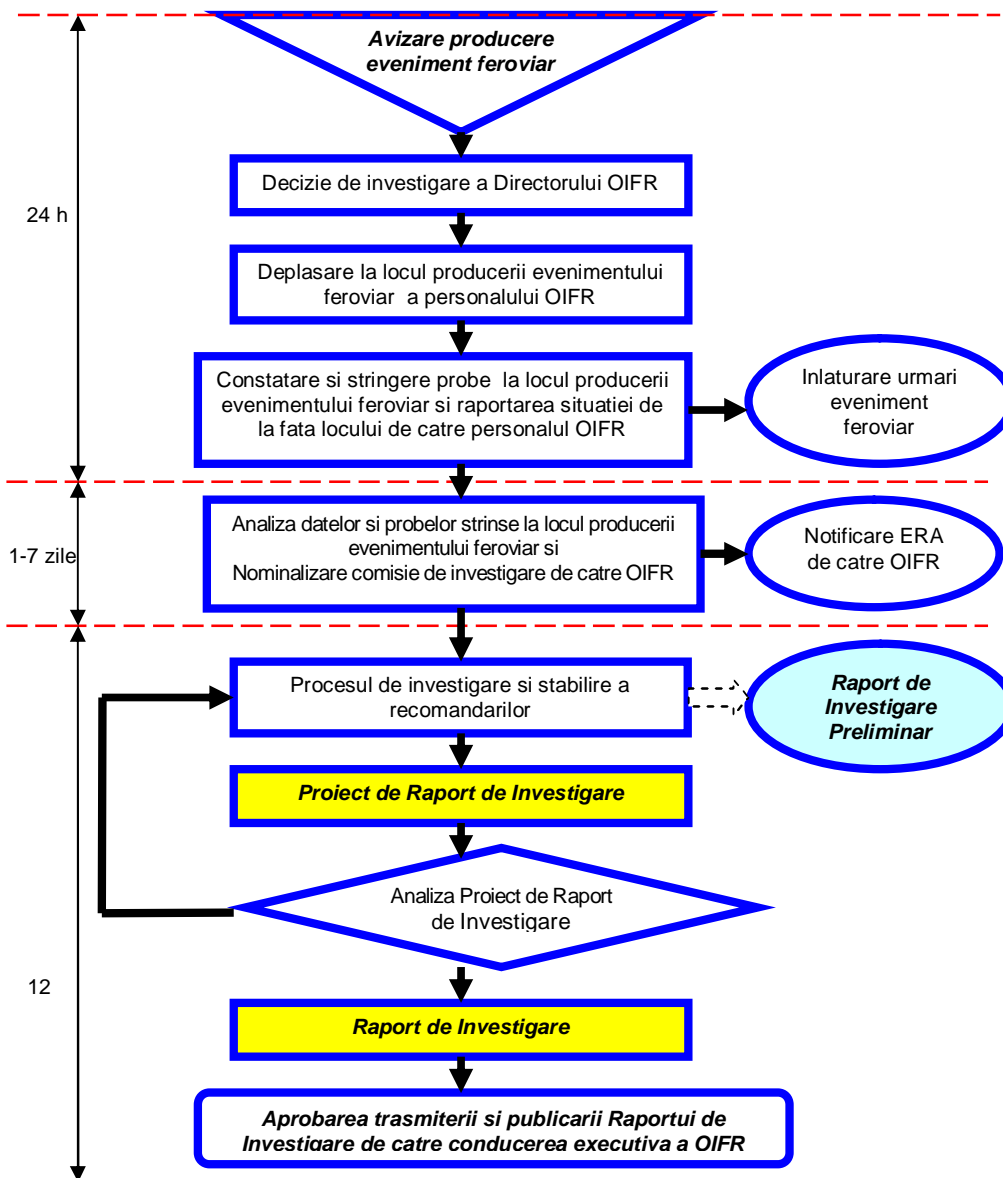 Avizare producere
eveniment feroviar
Decizie de investigare a Directorului OIFR
24 h
Deplasare la locul producerii evenimentului
feroviar a personalului OIFR
Constatare si stringere probe la locul producerii
evenimentului feroviar si raportarea situatiei de
la fata locului de catre personalul OIFR
Inlaturare urmari
eveniment
feroviar
1-7 zile
Analiza datelor si probelor strinse la locul producerii
evenimentului feroviar si
Nominalizare comisie de investigare de catre OIFR
Notificare ERA
de catre OIFR
Procesul de investigare si stabilire a
recomandarilor
Raport de
Investigare
Preliminar
Proiect de Raport de Investigare
Analiza Proiect de Raport
de Investigare
12
Raport de Investigare
Aprobarea trasmiterii si publicarii Raportui de
Investigare de catre conducerea executiva a OIFR